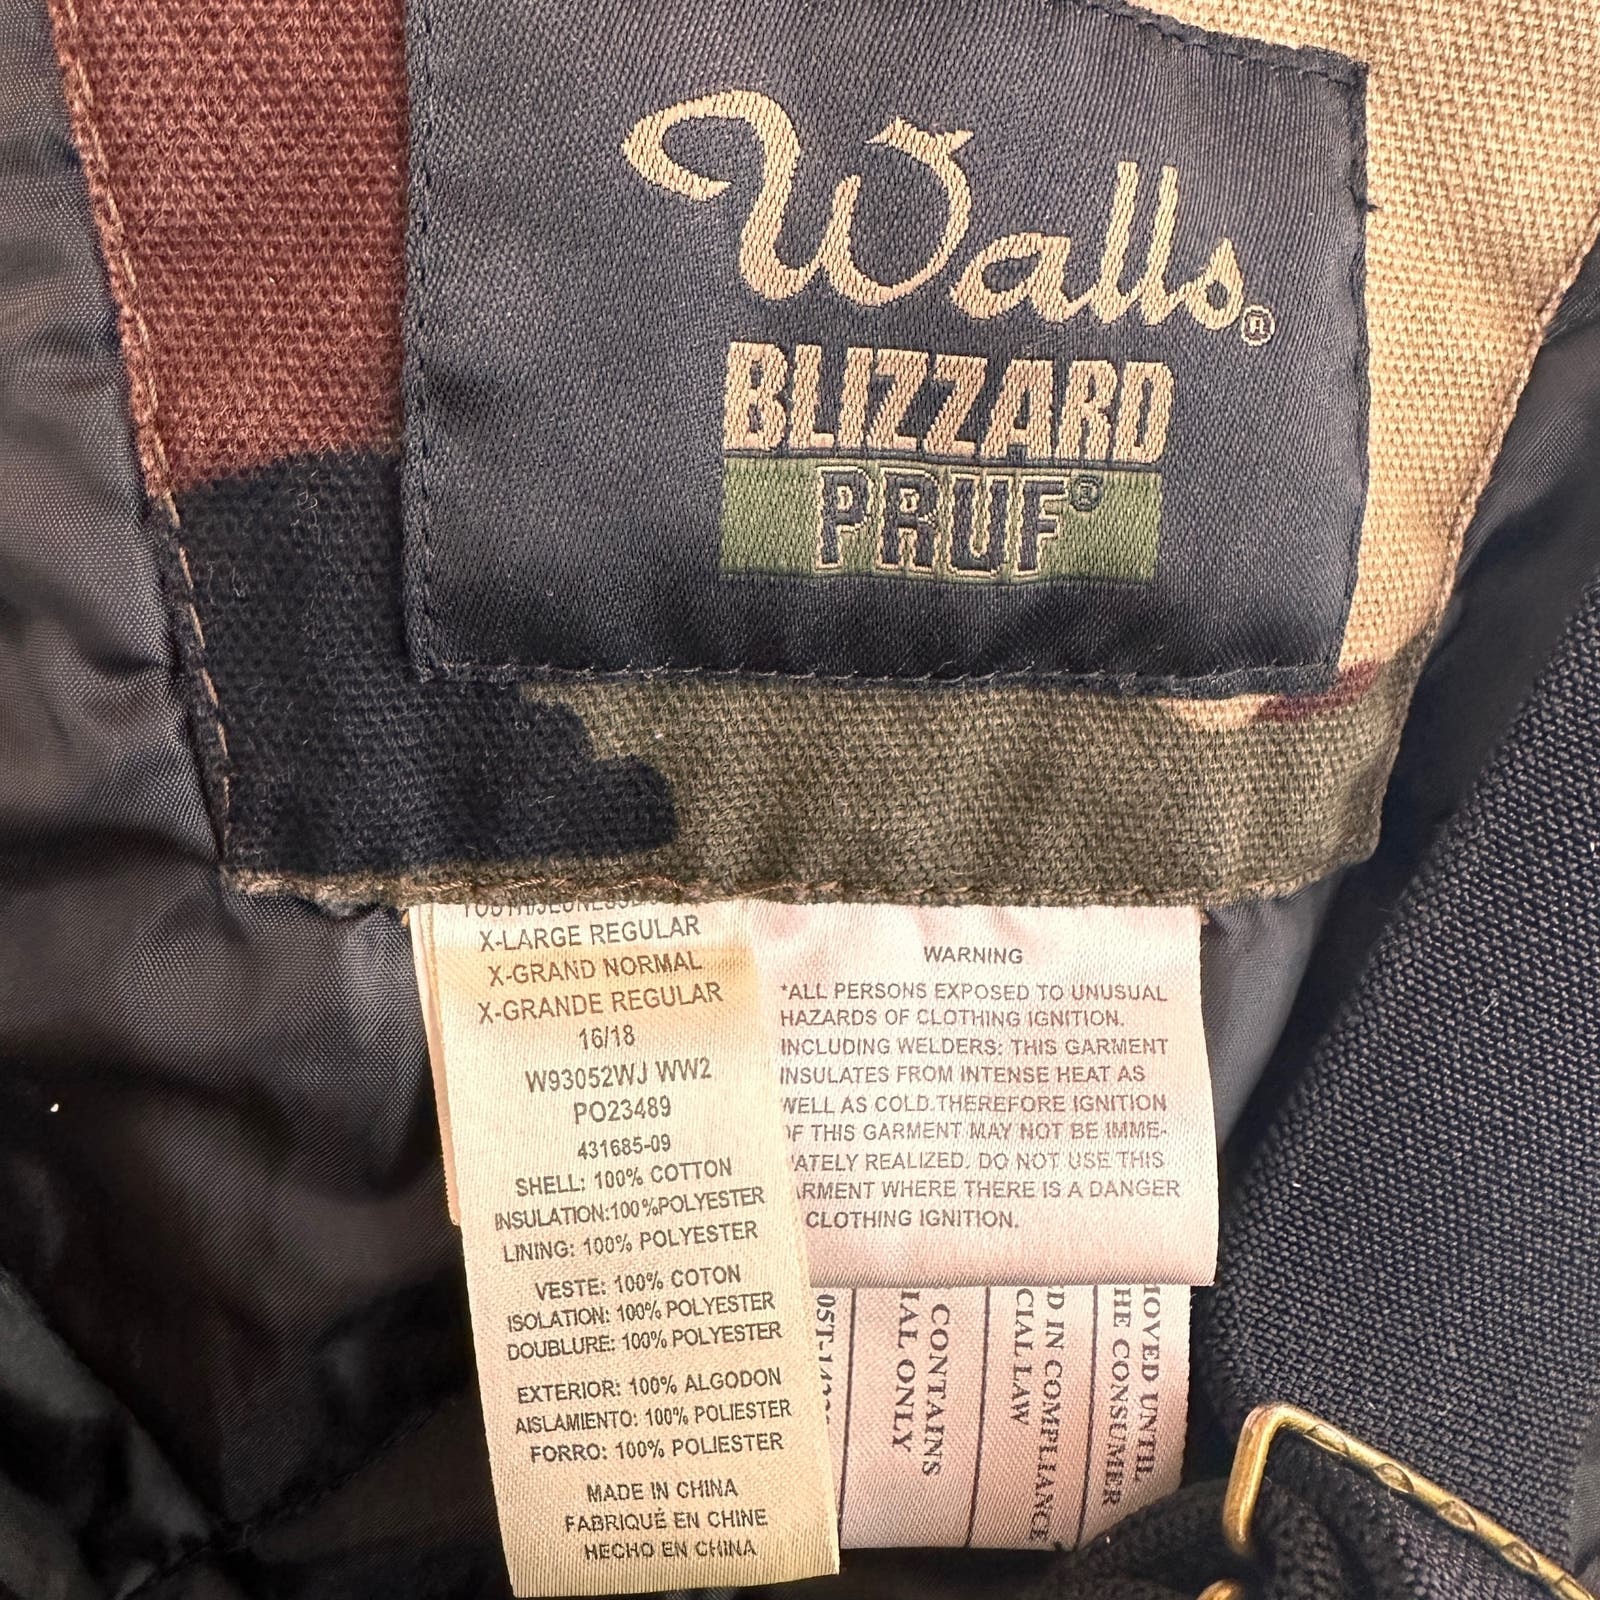 Walls®
BLIZZARD
PRUF®
X-LARGE REGULAR
X-GRAND NORMAL
X-GRANDE REGULAR
16/18
W93052WJ WW2
PO23489
431685-09
SHELL: 100% COTTON
INSULATION:100%POLYESTER
LINING: 100% POLYESTER
VESTE: 100% COTON
ISOLATION: 100% POLYESTER
DOUBLURE: 100% POLYESTER
EXTERIOR: 100% ALGODON
AISLAMIENTO: 100% POLIESTER
FORRO: 100% POLIESTER
MADE IN CHINA
FABRIQUÉ EN CHINE
HECHO EN CHINA
WARNING
*ALL PERSONS EXPOSED TO UNUSUAL
HAZARDS OF CLOTHING IGNITION.
INCLUDING WELDERS: THIS GARMENT
INSULATES FROM INTENSE HEAT AS
WELL AS COLD.THEREFORE IGNITION
OF THIS GARMENT MAY NOT BE IMME-
ATELY REALIZED. DO NOT USE THIS
ARMENT WHERE THERE IS A DANGER
CLOTHING IGNITION.
MOVED UNTIL
HE CONSUMER
D IN COMPLIANCE
CIAL LAW
CONTAINS
IAL ONLY